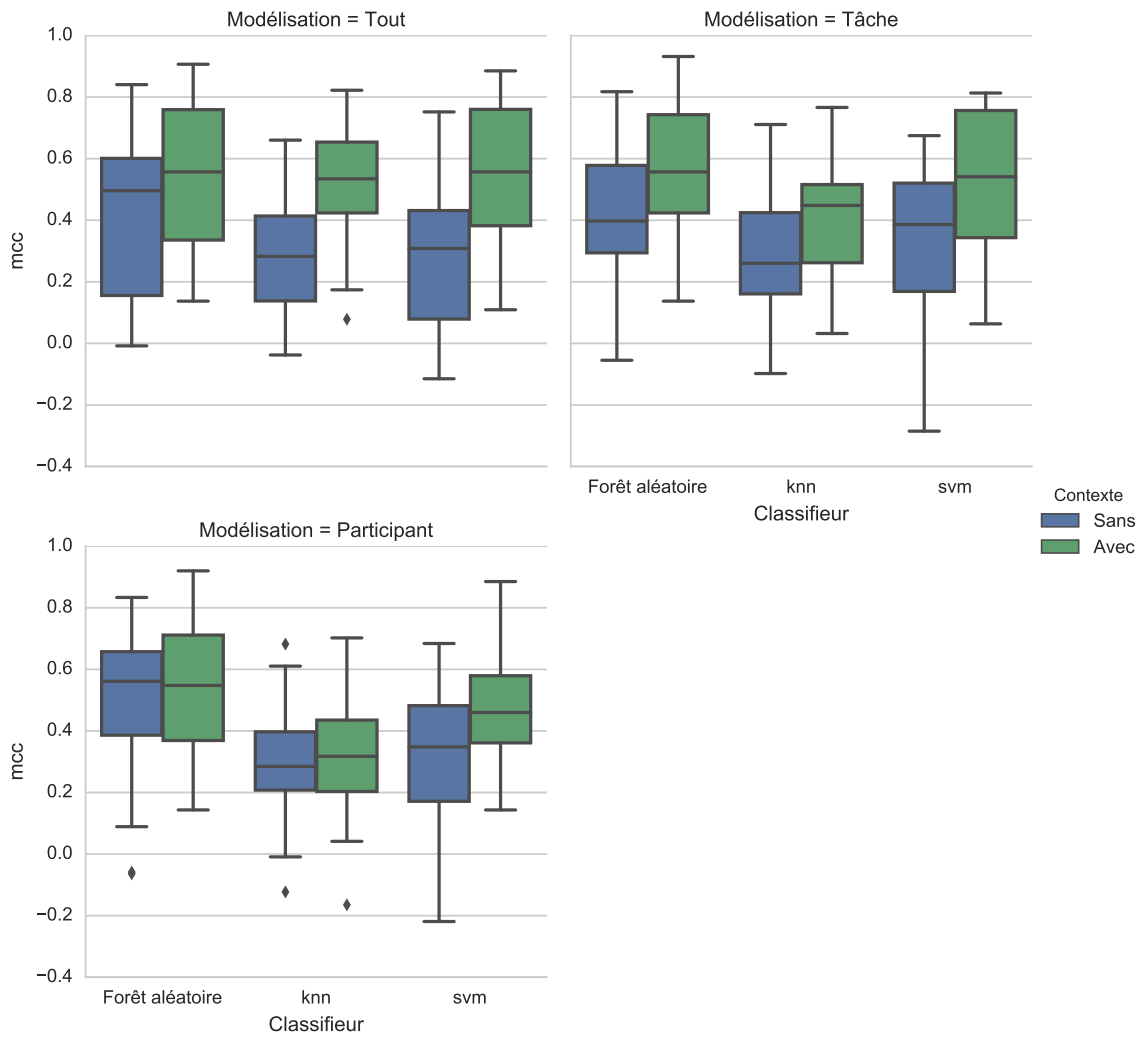 Modélisation = Tout
1.0
0.8
0.6
0.4
0.2
0.0
−0.2
−0.4
mcc
Modélisation = Tâche
Forêt aléatoire knn svm
Classifieur
Contexte
Sans
Avec
Modélisation = Participant
1.0
0.8
0.6
0.4
0.2
0.0
−0.2
−0.4
mcc
Forêt aléatoire knn svm
Classifieur